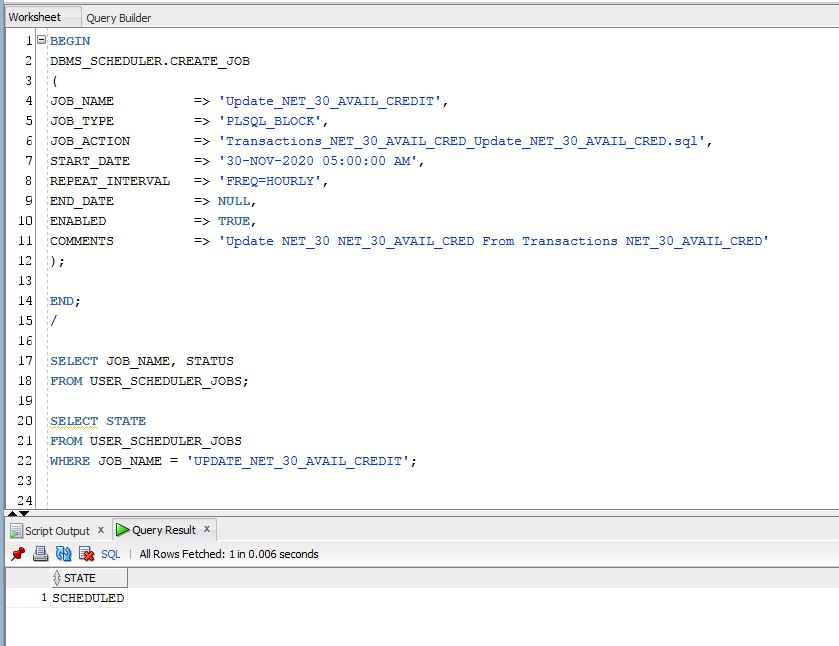 Worksheet Query Builder
1 BEGIN
2 DBMS_SCHEDULER.CREATE_JOB
3 (
4 JOB_NAME => 'Update_NET_30_AVAIL_CREDIT',
5 JOB_TYPE => 'PLSQL_BLOCK',
6 JOB_ACTION => 'Transactions_NET_30_AVAIL_CRED_Update_NET_30_AVAIL_CRED.sql',
7 START_DATE => '30-NOV-2020 05:00:00 AM',
8 REPEAT_INTERVAL => 'FREQ=HOURLY',
9 END_DATE => NULL,
10 ENABLED => TRUE,
11 COMMENTS => 'Update NET_30 NET_30_AVAIL_CRED From Transactions NET_30_AVAIL_CRED'
12 );
13
14 END;
15 /
16
17 SELECT JOB_NAME, STATUS
18 FROM USER_SCHEDULER_JOBS;
19
20 SELECT STATE
21 FROM USER_SCHEDULER_JOBS
22 WHERE JOB_NAME = 'UPDATE_NET_30_AVAIL_CREDIT';
23
24
Script Output x Query Result x
SQL | All Rows Fetched: 1 in 0.006 seconds
STATE
1 SCHEDULED